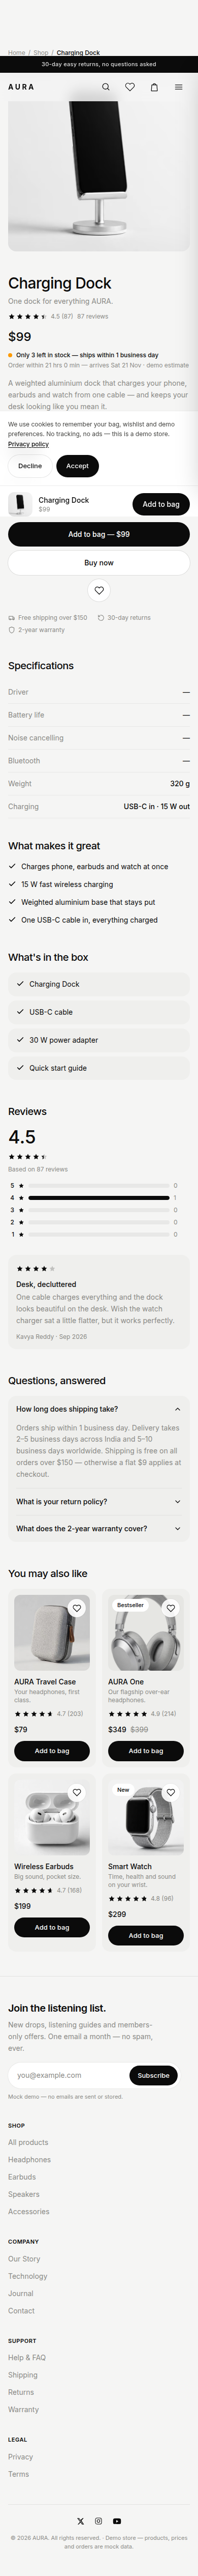 Home / Shop / Charging Dock
30-day easy returns, no questions asked
AURA
Charging Dock
One dock for everything AURA.
4.5 (87) 87 reviews
$99
Only 3 left in stock — ships within 1 business day
Order within 21 hrs 0 min — arrives Sat 21 Nov · demo estimate
A weighted aluminium dock that charges your phone,
earbuds and watch from one cable — and keeps your
desk looking like you mean it.
We use cookies to remember your bag, wishlist and demo
preferences. No tracking, no ads — this is a demo store.
Privacy policy
Decline
Accept
Charging Dock
$99
Add to bag
Add to bag — $99
Buy now
Free shipping over $150
30-day returns
2-year warranty
Specifications
Driver —
Battery life —
Noise cancelling —
Bluetooth —
Weight 320 g
Charging USB-C in · 15 W out
What makes it great
Charges phone, earbuds and watch at once
15 W fast wireless charging
Weighted aluminium base that stays put
One USB-C cable in, everything charged
What's in the box
Charging Dock
USB-C cable
30 W power adapter
Quick start guide
Reviews
4.5
Based on 87 reviews
5 0
4 1
3 0
2 0
1 0
Desk, decluttered
One cable charges everything and the dock
looks beautiful on the desk. Wish the watch
charger sat a little flatter, but it works perfectly.
Kavya Reddy · Sep 2026
Questions, answered
How long does shipping take?
Orders ship within 1 business day. Delivery takes
2–5 business days across India and 5–10
business days worldwide. Shipping is free on all
orders over $150 — otherwise a flat $9 applies at
checkout.
What is your return policy?
What does the 2-year warranty cover?
You may also like
AURA Travel Case
Your headphones, first
class.
4.7 (203)
$79
Add to bag
Bestseller
AURA One
Our flagship over-ear
headphones.
4.9 (214)
$349 $399
Add to bag
Wireless Earbuds
Big sound, pocket size.
4.7 (168)
$199
Add to bag
New
Smart Watch
Time, health and sound
on your wrist.
4.8 (96)
$299
Add to bag
Join the listening list.
New drops, listening guides and members-
only offers. One email a month — no spam,
ever.
you@example.com
Subscribe
Mock demo — no emails are sent or stored.
SHOP
All products
Headphones
Earbuds
Speakers
Accessories
COMPANY
Our Story
Technology
Journal
Contact
SUPPORT
Help & FAQ
Shipping
Returns
Warranty
LEGAL
Privacy
Terms
© 2026 AURA. All rights reserved. · Demo store — products, prices
and orders are mock data.